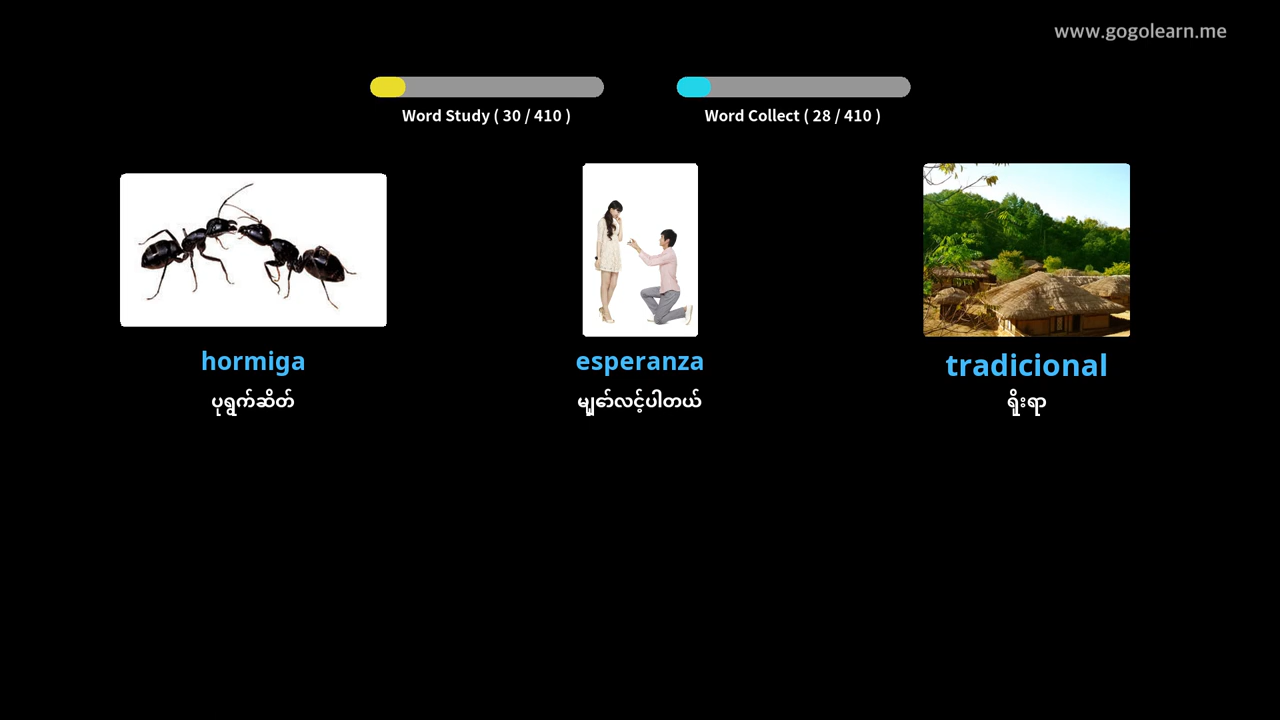 www.gogolearn.me
Word Study ( 30 / 410 )
Word Collect ( 28 / 410 )
hormiga
esperanza
tradicional
ပုရွက်ဆိတ်
မျှော်လင့်ပါတယ်
ရိုးရာ